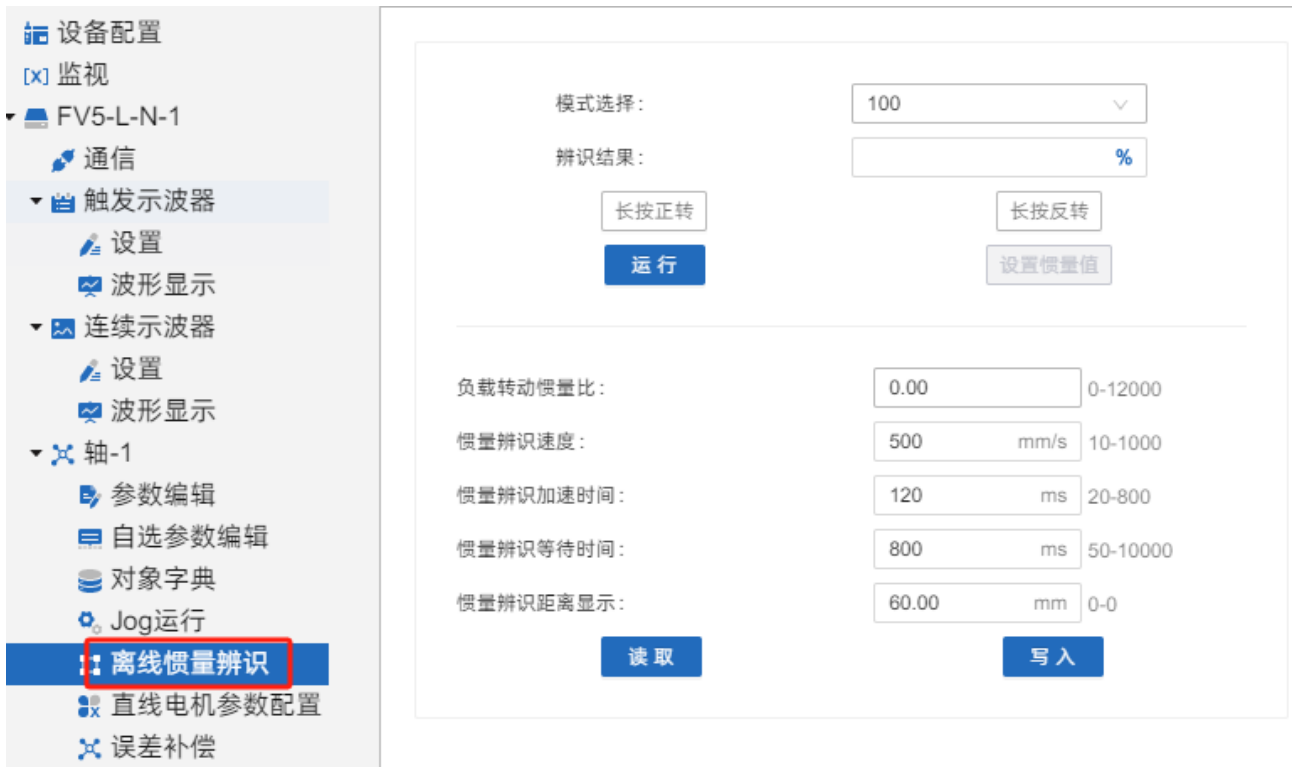 设备配置
[x] 监视
FV5-L-N-1
通信
触发示波器
设置
波形显示
连续示波器
设置
波形显示
轴-1
参数编辑
自选参数编辑
对象字典
Jog运行
离线惯量辨识
直线电机参数配置
误差补偿
模式选择: 100
辨识结果: %
长按正转 长按反转
运行 设置惯量值
负载转动惯量比: 0.00 0-12000
惯量辨识速度: 500 mm/s 10-1000
惯量辨识加速时间: 120 ms 20-800
惯量辨识等待时间: 800 ms 50-10000
惯量辨识距离显示: 60.00 mm 0-0
读取 写入